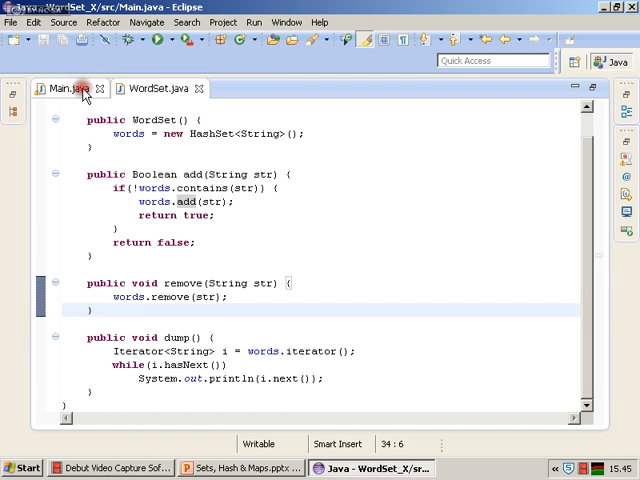 Java - WordSet_X/src/Main.java - Eclipse
File Edit Source Refactor Navigate Search Project Run Window Help
Quick Access
Java
Main.java
WordSet.java
public WordSet() {
words = new HashSet<String>();
}
public Boolean add(String str) {
if(!words.contains(str)) {
words.add(str);
return true;
}
return false;
}
public void remove(String str) {
words.remove(str);
}
public void dump() {
Iterator<String> i = words.iterator();
while(i.hasNext())
System.out.println(i.next());
}
}
Writable
Smart Insert
34 : 6
Start
Debut Video Capture Sof...
Sets, Hash & Maps.pptx ...
Java - WordSet_X/sr...
15.45